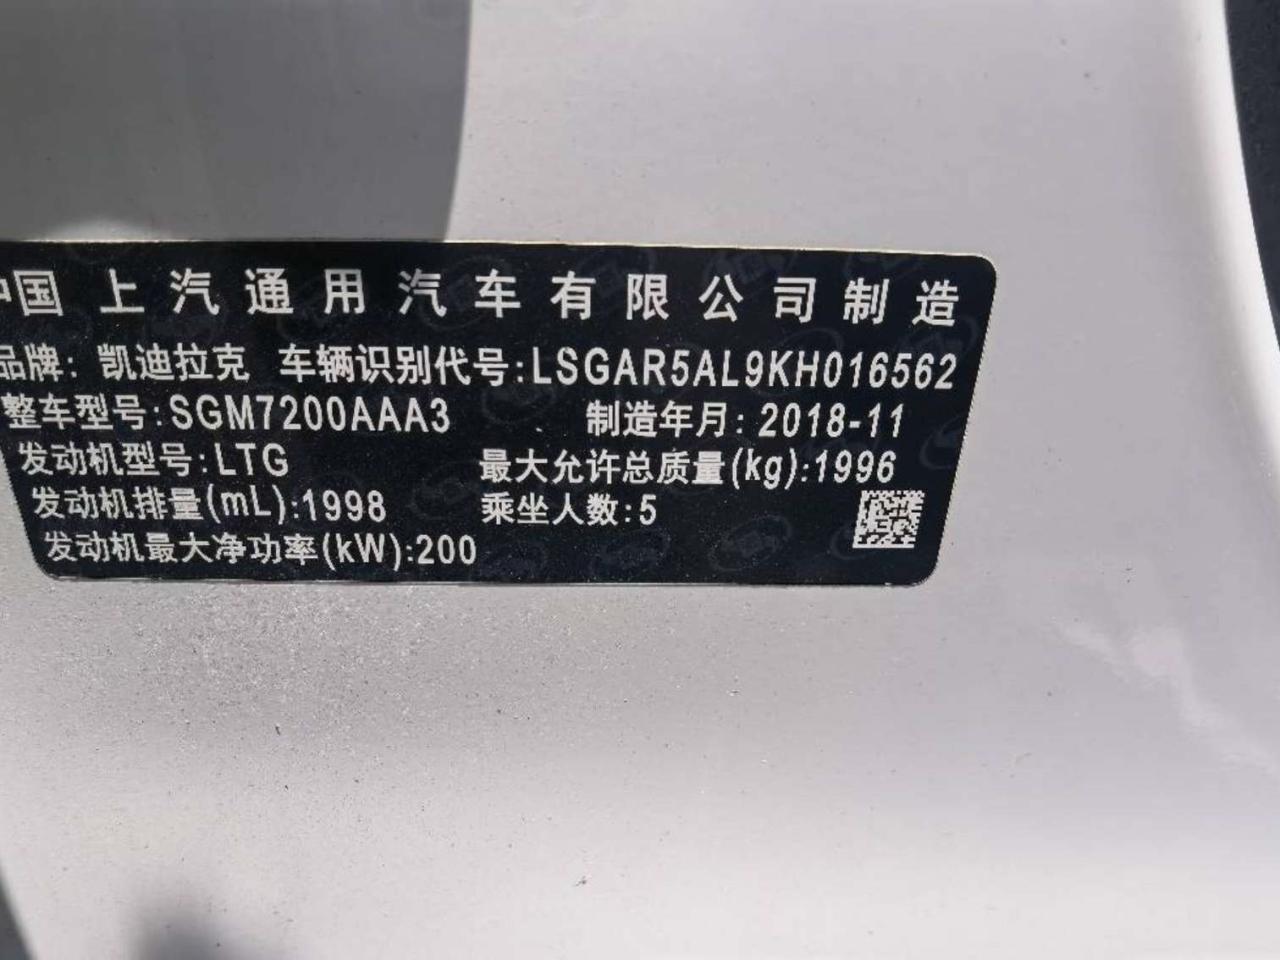 中国上汽通用汽车有限公司制造
品牌：凯迪拉克 车辆识别代号:LSGAR5AL9KH016562
整车型号:SGM7200AAA3 制造年月：2018-11
发动机型号:LTG 最大允许总质量(kg):1996
发动机排量(mL):1998 乘坐人数:5
发动机最大净功率(kW):200